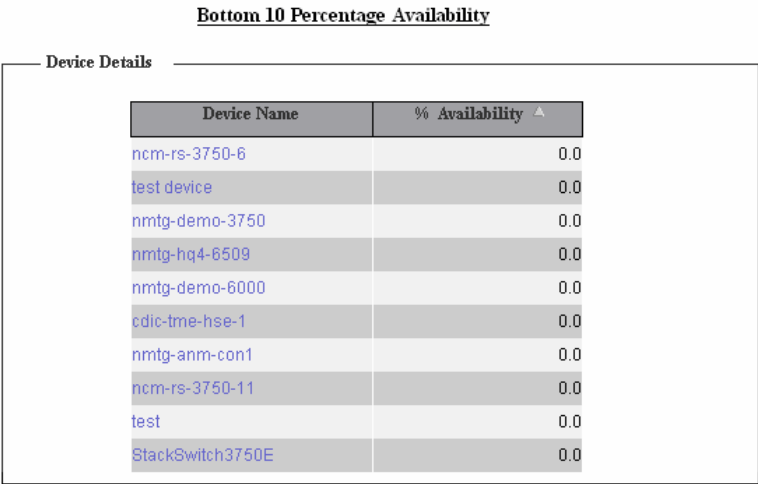 Bottom 10 Percentage Availability
Device Details
Device Name % Availability
ncm-rs-3750-6 0.0
test device 0.0
nmtg-demo-3750 0.0
nmtg-hq4-6509 0.0
nmtg-demo-6000 0.0
cdic-tme-hse-1 0.0
nmtg-anm-con1 0.0
ncm-rs-3750-11 0.0
test 0.0
StackSwitch3750E 0.0